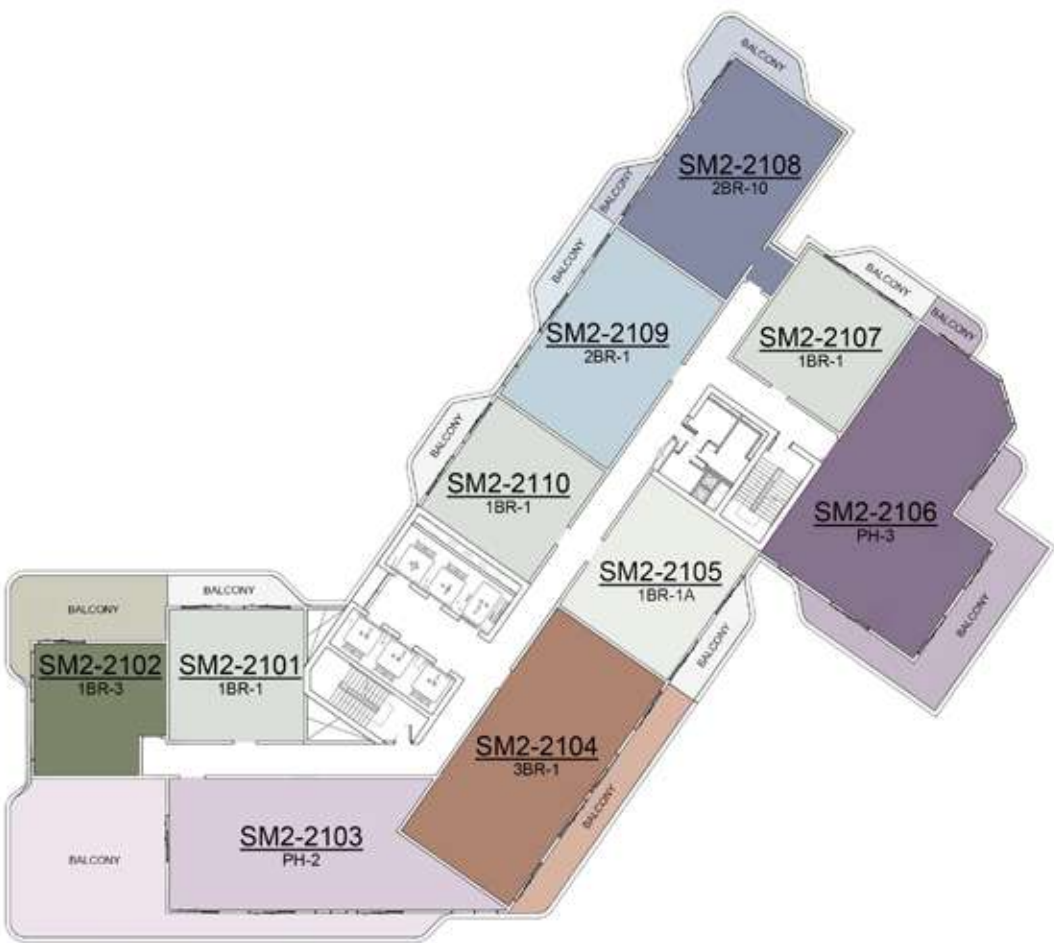 BALCONY
SM2-2108
2BR-10
BALCONY
BALCONY
SM2-2109
2BR-1
BALCONY
BALCONY
SM2-2107
1BR-1
BALCONY
SM2-2110
1BR-1
SM2-2106
PH-3
BALCONY
SM2-2105
1BR-1A
BALCONY
BALCONY
BALCONY
SM2-2102
1BR-3
SM2-2101
1BR-1
SM2-2104
3BR-1
BALCONY
SM2-2103
PH-2
BALCONY